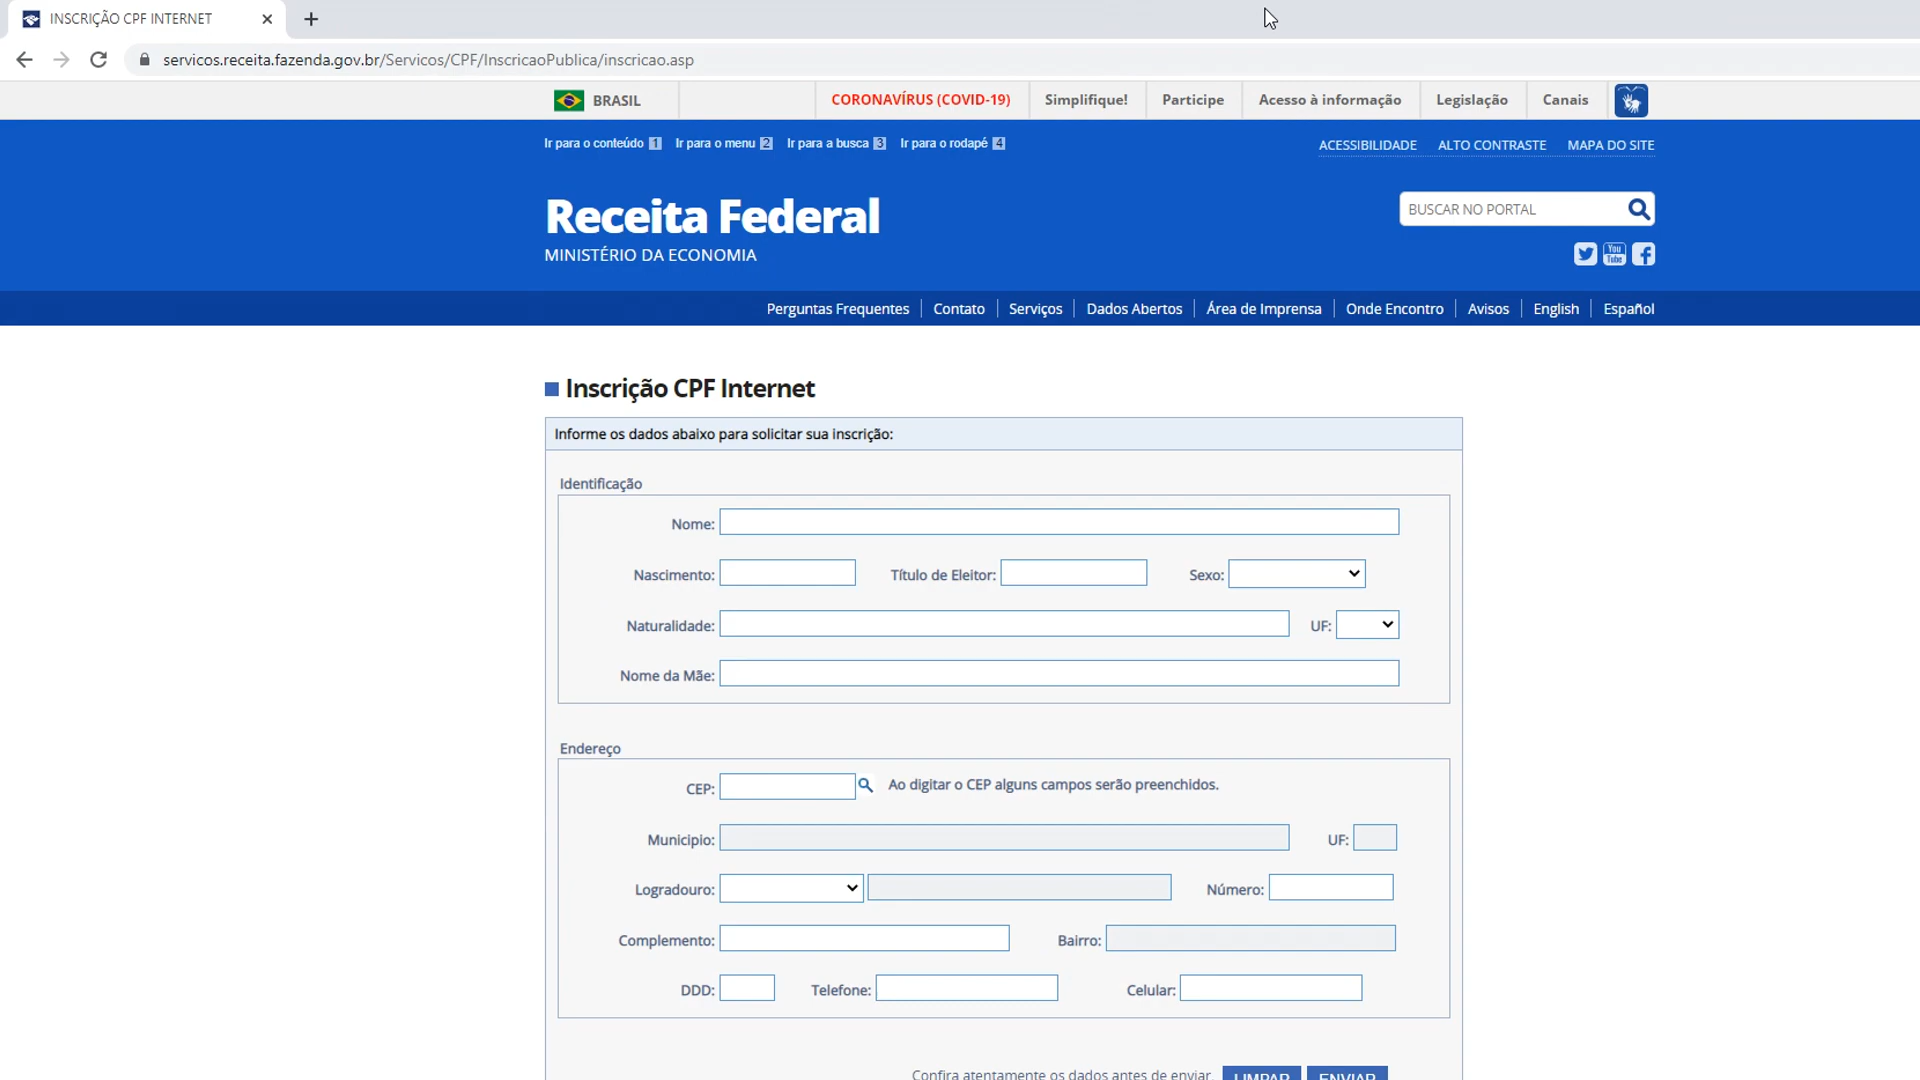 INSCRIÇÃO CPF INTERNET
servicos.receita.fazenda.gov.br/Servicos/CPF/InscricaoPublica/inscricao.asp
BRASIL CORONAVÍRUS (COVID-19) Simplifique! Participe Acesso à informação Legislação Canais
Ir para o conteúdo 1 Ir para o menu 2 Ir para a busca 3 Ir para o rodapé 4 ACESSIBILIDADE ALTO CONTRASTE MAPA DO SITE
Receita Federal
BUSCAR NO PORTAL
MINISTÉRIO DA ECONOMIA
You Tube
Perguntas Frequentes Contato Serviços Dados Abertos Área de Imprensa Onde Encontro Avisos English Español
Inscrição CPF Internet
Informe os dados abaixo para solicitar sua inscrição:
Identificação
Nome:
Nascimento: Título de Eleitor: Sexo:
Naturalidade: UF:
Nome da Mãe:
Endereço
CEP: Ao digitar o CEP alguns campos serão preenchidos.
Municipio: UF:
Logradouro: Número:
Complemento: Bairro:
DDD: Telefone: Celular:
Confira atentamente os dados antes de enviar. LIMPAR ENVIAR